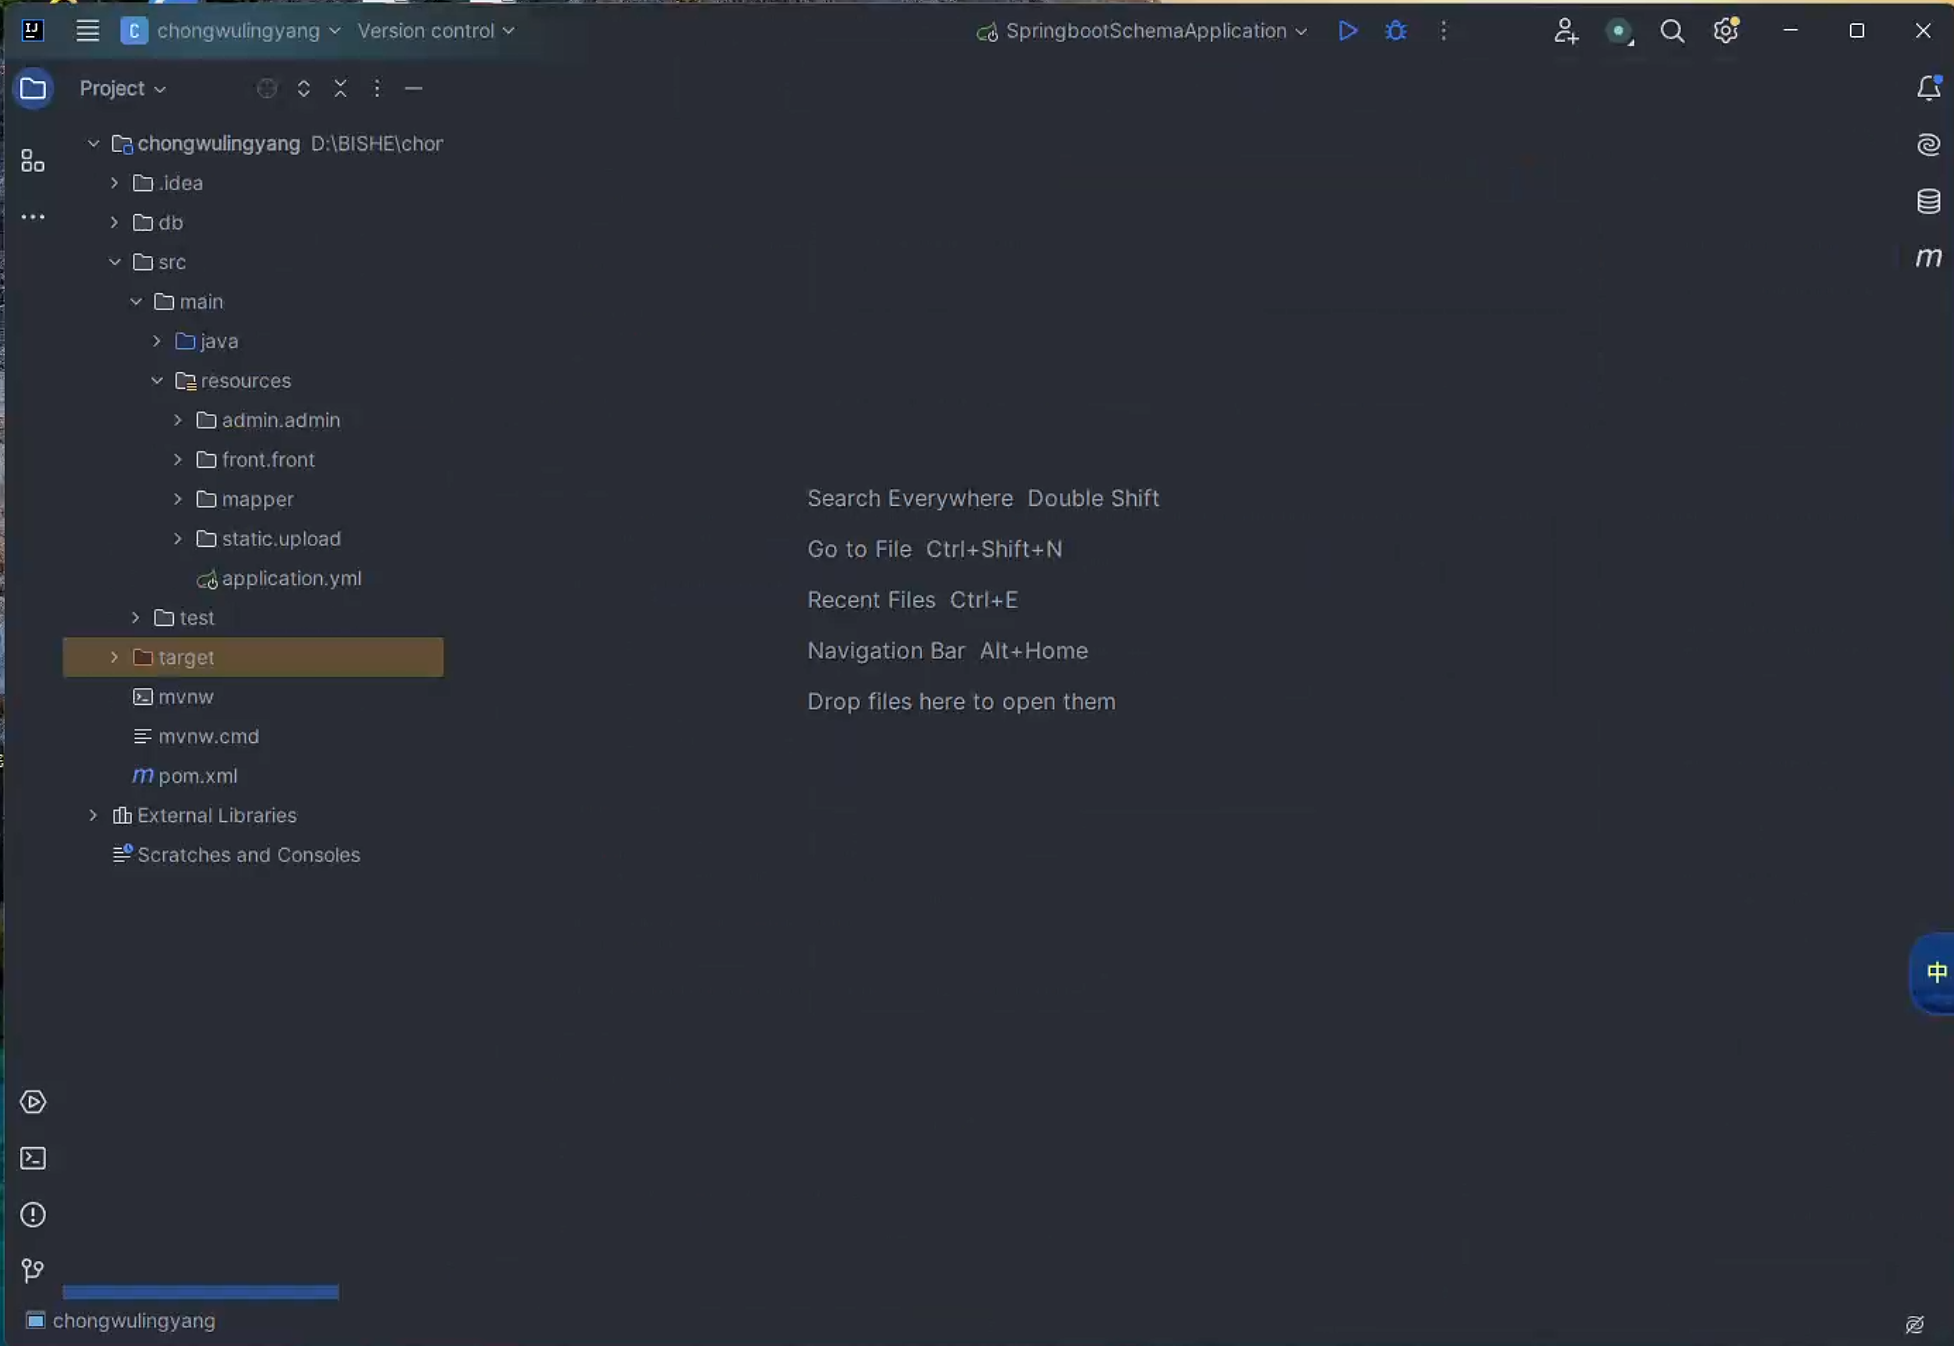 IJ
C chongwulingyang Version control SpringbootSchemaApplication
Project
chongwulingyang D:\BISHE\chor
.idea
db
src
main
java
resources
admin.admin
front.front
mapper
static.upload
application.yml
test
target
mvnw
mvnw.cmd
m pom.xml
External Libraries
Scratches and Consoles
Search Everywhere Double Shift
Go to File Ctrl+Shift+N
Recent Files Ctrl+E
Navigation Bar Alt+Home
Drop files here to open them
m
中
chongwulingyang